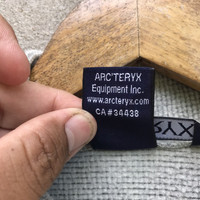 ARC'TERYX
Equipment Inc.
www.arcteryx.com
CA#34438